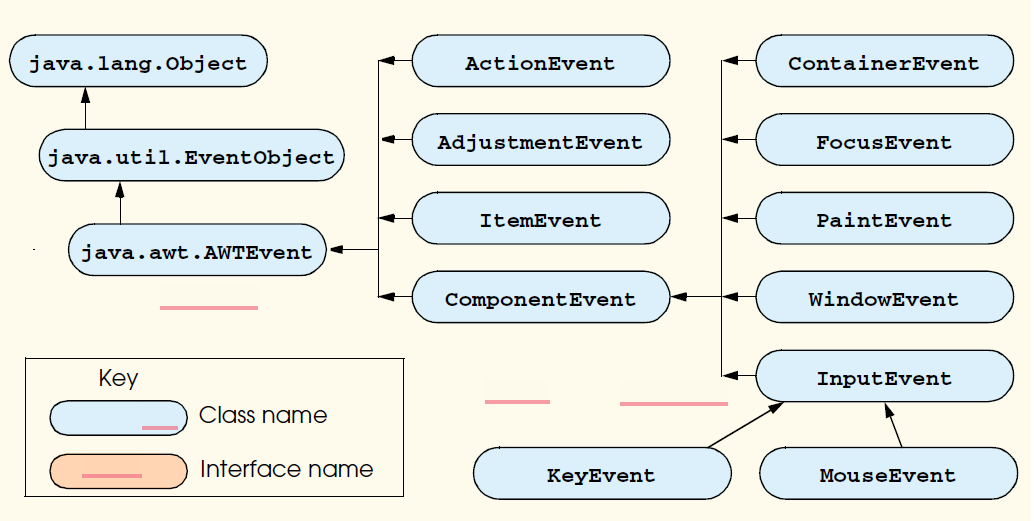 java.lang.Object
java.util.EventObject
java.awt.AWTEvent
ActionEvent
AdjustmentEvent
ItemEvent
ComponentEvent
ContainerEvent
FocusEvent
PaintEvent
WindowEvent
InputEvent
KeyEvent
MouseEvent
Key
Class name
Interface name